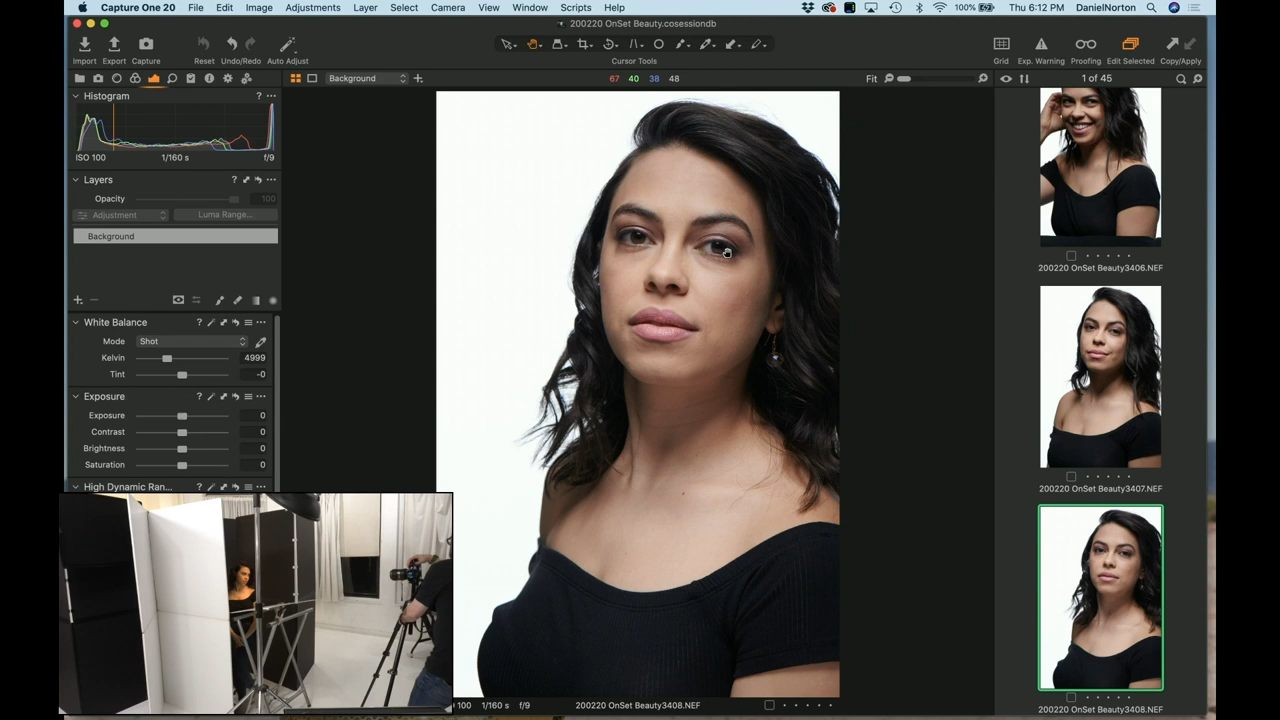 Capture One 20 File Edit Image Adjustments Layer Select Camera View Window Scripts Help 100% Thu 6:12 PM DanielNorton
200220 OnSet Beauty.cosessiondb
Import Export Capture Reset Undo/Redo Auto Adjust Cursor Tools Grid Exp. Warning Proofing Edit Selected Copy/Apply
Background 67 40 38 48 Fit 1 of 45
Histogram ?
ISO 100 1/160 s f/9
Layers ?
Opacity 100
Adjustment Luma Range...
Background
White Balance ?
Mode Shot
Kelvin 4999
Tint -0
Exposure ?
Exposure 0
Contrast 0
Brightness 0
Saturation 0
High Dynamic Ran... ?
200220 OnSet Beauty3406.NEF
200220 OnSet Beauty3407.NEF
100 1/160 s f/9 200220 OnSet Beauty3408.NEF
200220 OnSet Beauty3408.NEF